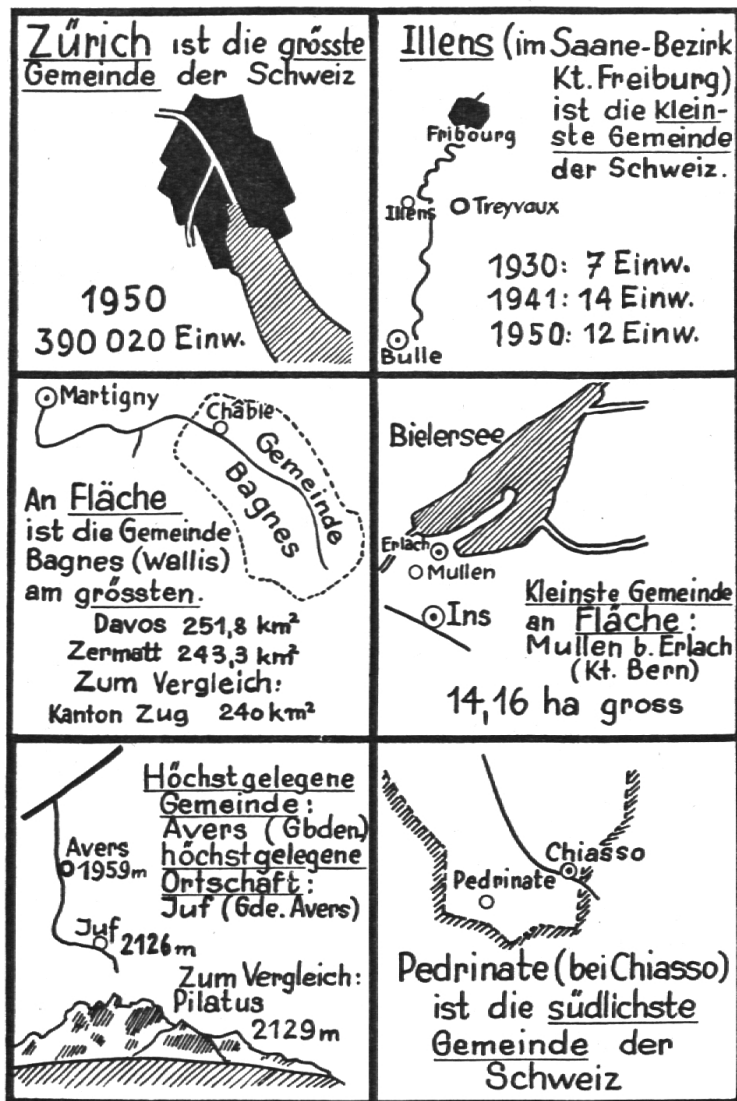 Zürich ist die grösste
Gemeinde der Schweiz
1950
390 020 Einw.
Illens (im Saane-Bezirk
Kt. Freiburg)
ist die Klein-
ste Gemeinde
der Schweiz.
Fribourg
Illens
Treyvaux
1930: 7 Einw.
1941: 14 Einw.
1950: 12 Einw.
Bulle
Martigny
Châble
Gemeinde
Bagnes
An Fläche
ist die Gemeinde
Bagnes (Wallis)
am grössten.
Davos 251,8 km²
Zermatt 243,3 km²
Zum Vergleich:
Kanton Zug 240 km²
Bielersee
Erlach
Mullen
Ins
Kleinste Gemeinde
an Fläche:
Mullen b. Erlach
(Kt. Bern)
14,16 ha gross
Höchstgelegene
Gemeinde:
Avers (Gbden)
höchstgelegene
Ortschaft:
Juf (Gde. Avers)
Avers
1959m
Juf
2126 m
Zum Vergleich:
Pilatus
2129 m
Chiasso
Pedrinate
Pedrinate (bei Chiasso)
ist die südlichste
Gemeinde der
Schweiz